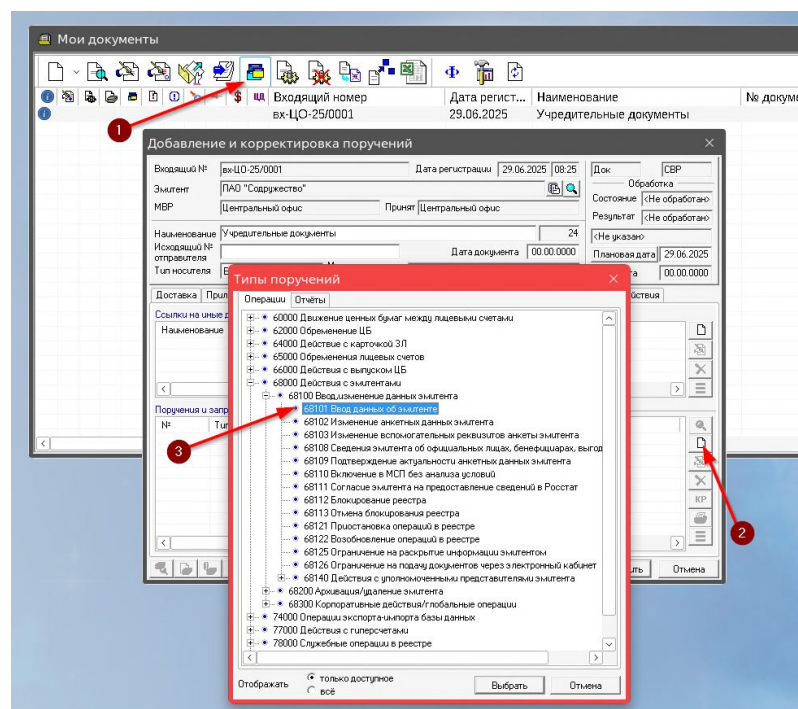 Мои документы
$ ЦД Входящий номер Дата регист... Наименование № докуме
вх-ЦО-25/0001 29.06.2025 Учредительные документы
1
Добавление и корректировка поручений
Входящий № вх-ЦО-25/0001 Дата регистрации 29.06.2025 08:25 Док СВР
Эмитент ПАО "Содружество" Обработка
Состояние <Не обработано>
МВР Центральный офис Принят Центральный офис
Результат <Не обработано>
Наименование Учредительные документы 24 <Не указан>
Исходящий № отправителя Дата документа 00.00.0000 Плановая дата 29.06.2025
Тип носителя 00.00.0000
Типы поручений
Доставка
Операции Отчёты
Ссылки на иные
Наименование
60000 Движение ценных бумаг между лицевыми счетами
62000 Обременение ЦБ
64000 Действие с карточкой ЗЛ
65000 Обременения лицевых счетов
66000 Действия с выпуском ЦБ
68000 Действия с эмитентами
68100 Ввод,изменение данных эмитента
68101 Ввод данных об эмитенте
68102 Изменение анкетных данных эмитента
68103 Изменение вспомогательных реквизитов анкеты эмитента
68108 Сведения эмитента об официальных лицах, бенефициарах, выгод
68109 Подтверждение актуальности анкетных данных эмитента
68110 Включение в МСП без анализа условий
68111 Согласие эмитента на предоставление сведений в Росстат
68112 Блокирование реестра
68113 Отмена блокирования реестра
68121 Приостановка операций в реестре
68122 Возобновление операций в реестре
68125 Ограничение на раскрытие информации эмитентом
68126 Ограничение на подачу документов через электронный кабинет
68140 Действия с уполномоченными представителями эмитента
68200 Архивация/удаление эмитента
68300 Корпоративные действия/глобальные операции
74000 Операции экспорта-импорта базы данных
77000 Действия с гиперсчетами
78000 Служебные операции в реестре
Поручения и запр
№
3
КР
2
Отображать только доступное
всё
Выбрать Отмена
Отмена